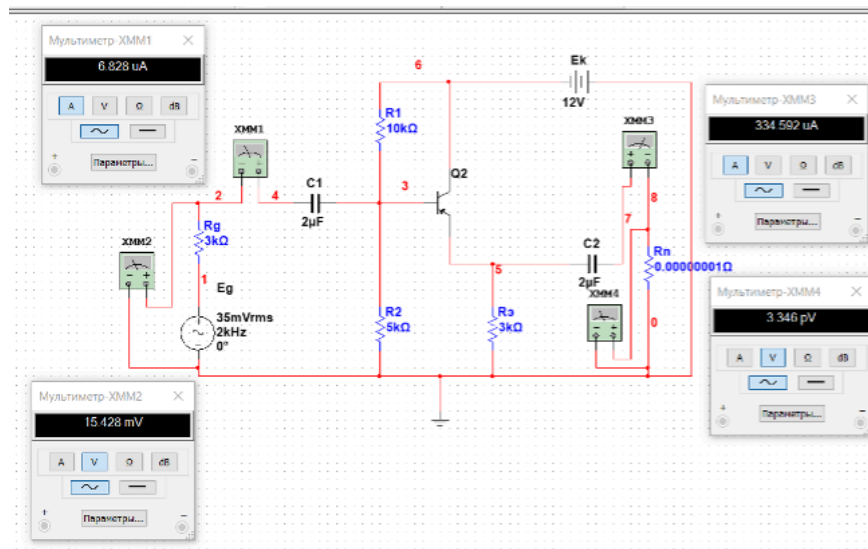 Мультиметр-XMM1
6.828 uA
A V Ω dB
+
-
Параметры...
6
Ek
12V
R1
10kΩ
XMM1
2
4
C1
2µF
3
Q2
XMM3
8
7
Мультиметр-XMM3
334.592 uA
A V Ω dB
+
-
Параметры...
Rg
3kΩ
XMM2
1
Eg
35mVrms
2kHz
0°
C2
2µF
5
Rn
0.00000001Ω
XMM4
R2
5kΩ
Rэ
3kΩ
0
Мультиметр-XMM4
3.346 pV
A V Ω dB
+
-
Параметры...
Мультиметр-XMM2
15.428 mV
A V Ω dB
+
-
Параметры...